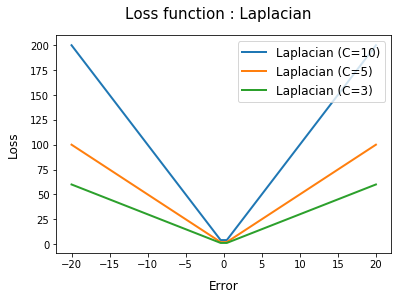 Loss function : Laplacian
Laplacian (C=10)
Laplacian (C=5)
Laplacian (C=3)
Loss
200
175
150
125
100
75
50
25
0
−20 −15 −10 −5 0 5 10 15 20
Error